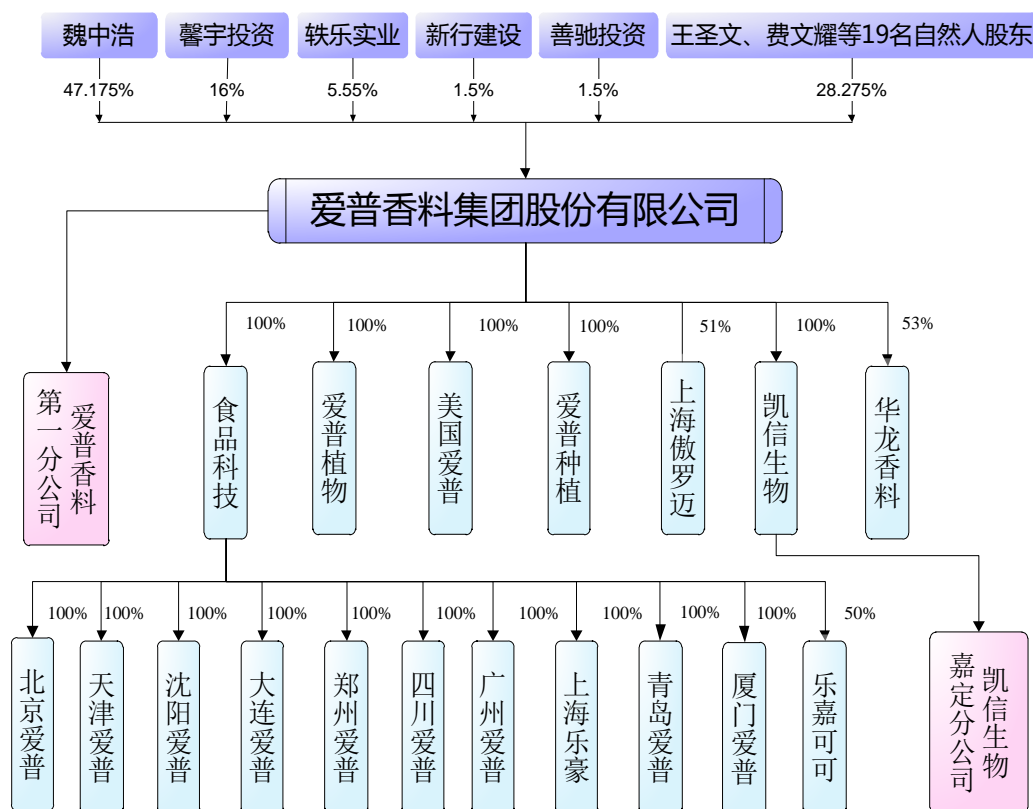 魏中浩
馨宇投资
轶乐实业
新行建设
善驰投资
王圣文、费文耀等19名自然人股东
47.175%
16%
5.55%
1.5%
1.5%
28.275%
爱普香料集团股份有限公司
100%
100%
100%
100%
51%
100%
53%
爱普香料
第一分公司
食品科技
爱普植物
美国爱普
爱普种植
上海傲罗迈
凯信生物
华龙香料
100%
100%
100%
100%
100%
100%
100%
100%
100%
100%
50%
北京爱普
天津爱普
沈阳爱普
大连爱普
郑州爱普
四川爱普
广州爱普
上海乐豪
青岛爱普
厦门爱普
乐嘉可可
凯信生物
嘉定分公司